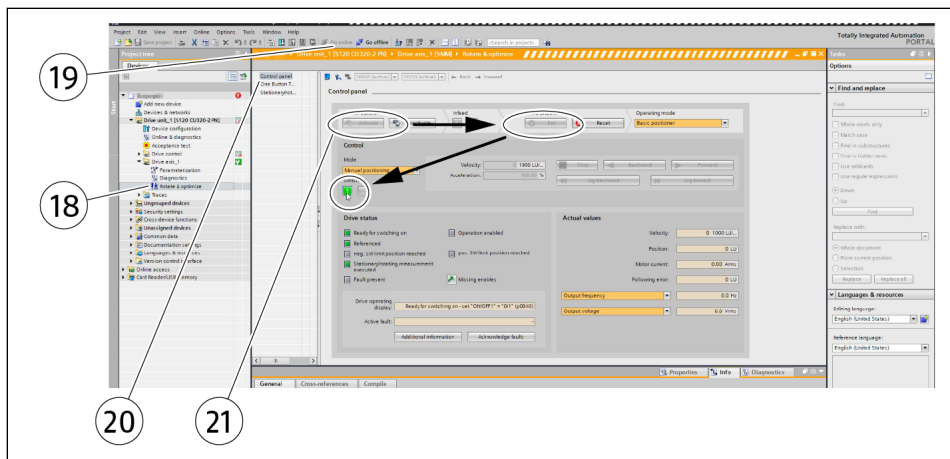 Project Edit View Insert Online Options Tools Window Help
Totally Integrated Automation
PORTAL
Save project
Go online Go offline
Project tree
Drive unit_1 [S120 CU320-2 PN] Drive axis_1 [SMM] Rotate & optimize
Tasks
Devices
Options
19
Control panel
One Button T...
Back Forward
Find and replace
Control panel
Add new device
Devices & networks
Drive unit_1 [S120 CU320-2 PN]
Device configuration
Online & diagnostics
Acceptance test
Drive control
Drive axis_1
Parameterization
Diagnostics
Rotate & optimize
Traces
Ungrouped devices
Security settings
Cross-device functions
Unassigned devices
Common data
Documentation settings
Languages & resources
Version control interface
Online access
Card Reader/USB memory
18
Infeed
Activate
Set
Reset
Operating mode
Basic positioner
Find:
Whole words only
Match case
Find in substructures
Find in hidden texts
Use wildcards
Use regular expressions
Down
Up
Find
Replace with:
Whole document
From current position
Selection
Replace
Replace all
Control
Mode
Manual positioning
Velocity: 0 1000 LU/...
Acceleration: 100.00 %
Stop
Backward
Forward
Jog backward
Jog forward
Drive status
Ready for switching on
Operation enabled
Referenced
neg. SW limit position reached
pos. SW limit position reached
Stationary/rotating measurement
executed
Fault present
Missing enables
Drive operating
display:
Ready for switching on - set "ON/OFF1" = "0/1" (p0840)
Active fault:
Additional information
Acknowledge faults
Actual values
Velocity: 0 1000 LU/...
Position: 0 LU
Motor current: 0.00 Arms
Following error: 0 LU
Output frequency 0.0 Hz
Output voltage 0.0 Vrms
Languages & resources
Editing language:
English (United States)
Reference language:
English (United States)
Properties Info Diagnostics
General Cross-references Compile
20
21